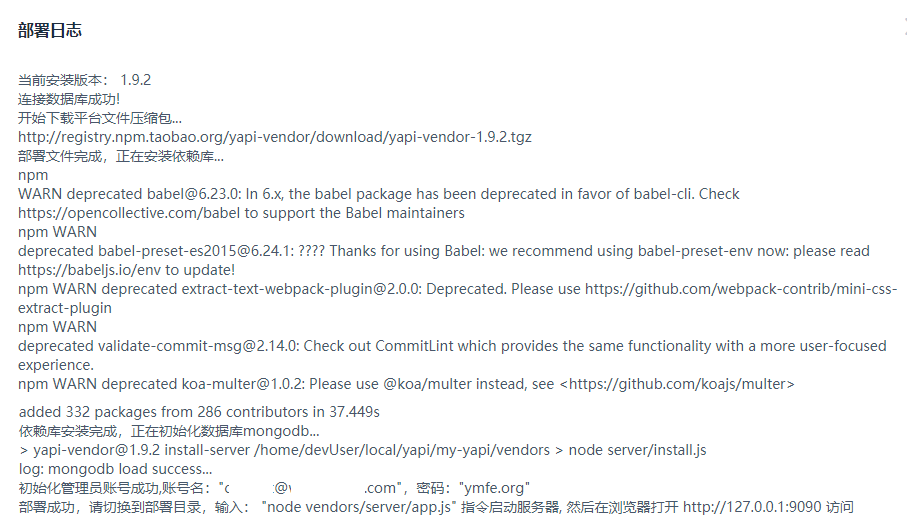 部署日志
当前安装版本： 1.9.2
连接数据库成功!
开始下载平台文件压缩包...
http://registry.npm.taobao.org/yapi-vendor/download/yapi-vendor-1.9.2.tgz
部署文件完成，正在安装依赖库...
npm
WARN deprecated babel@6.23.0: In 6.x, the babel package has been deprecated in favor of babel-cli. Check
https://opencollective.com/babel to support the Babel maintainers
npm WARN
deprecated babel-preset-es2015@6.24.1: ???? Thanks for using Babel: we recommend using babel-preset-env now: please read
https://babeljs.io/env to update!
npm WARN deprecated extract-text-webpack-plugin@2.0.0: Deprecated. Please use https://github.com/webpack-contrib/mini-css-
extract-plugin
npm WARN
deprecated validate-commit-msg@2.14.0: Check out CommitLint which provides the same functionality with a more user-focused
experience.
npm WARN deprecated koa-multer@1.0.2: Please use @koa/multer instead, see <https://github.com/koajs/multer>
added 332 packages from 286 contributors in 37.449s
依赖库安装完成，正在初始化数据库mongodb...
> yapi-vendor@1.9.2 install-server /home/devUser/local/yapi/my-yapi/vendors > node server/install.js
log: mongodb load success...
初始化管理员账号成功,账号名："@.com"，密码："ymfe.org"
部署成功，请切换到部署目录，输入： "node vendors/server/app.js" 指令启动服务器, 然后在浏览器打开 http://127.0.0.1:9090 访问